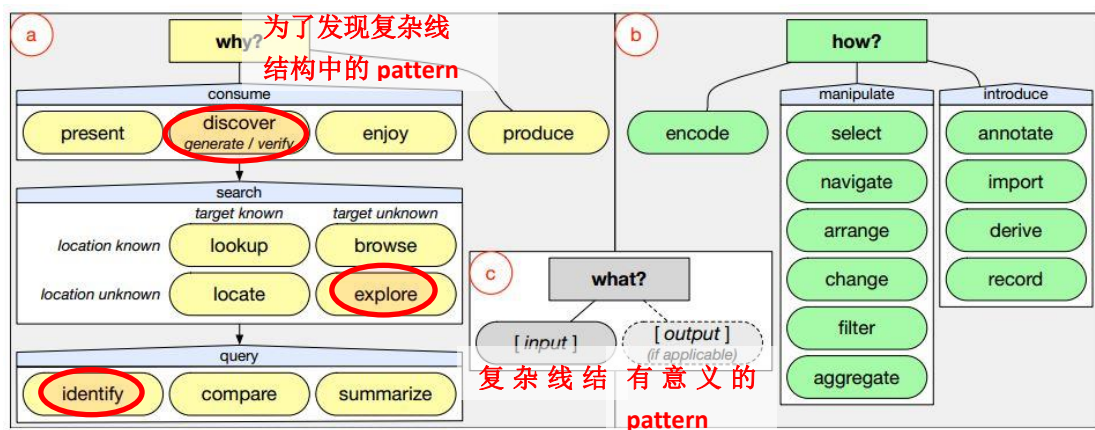 a
why?
为了发现复杂线
结构中的 pattern
consume
present
discover
generate / verify
enjoy
produce
search
target known
target unknown
location known
lookup
browse
location unknown
locate
explore
query
identify
compare
summarize
b
how?
encode
manipulate
select
navigate
arrange
change
filter
aggregate
introduce
annotate
import
derive
record
c
what?
[ input ]
[ output ]
(if applicable)
复杂线结
有意义的
pattern